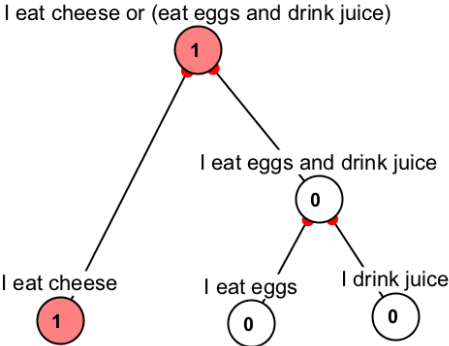 I eat cheese or (eat eggs and drink juice)
1
I eat eggs and drink juice
0
I eat cheese
I eat eggs
I drink juice
1
0
0